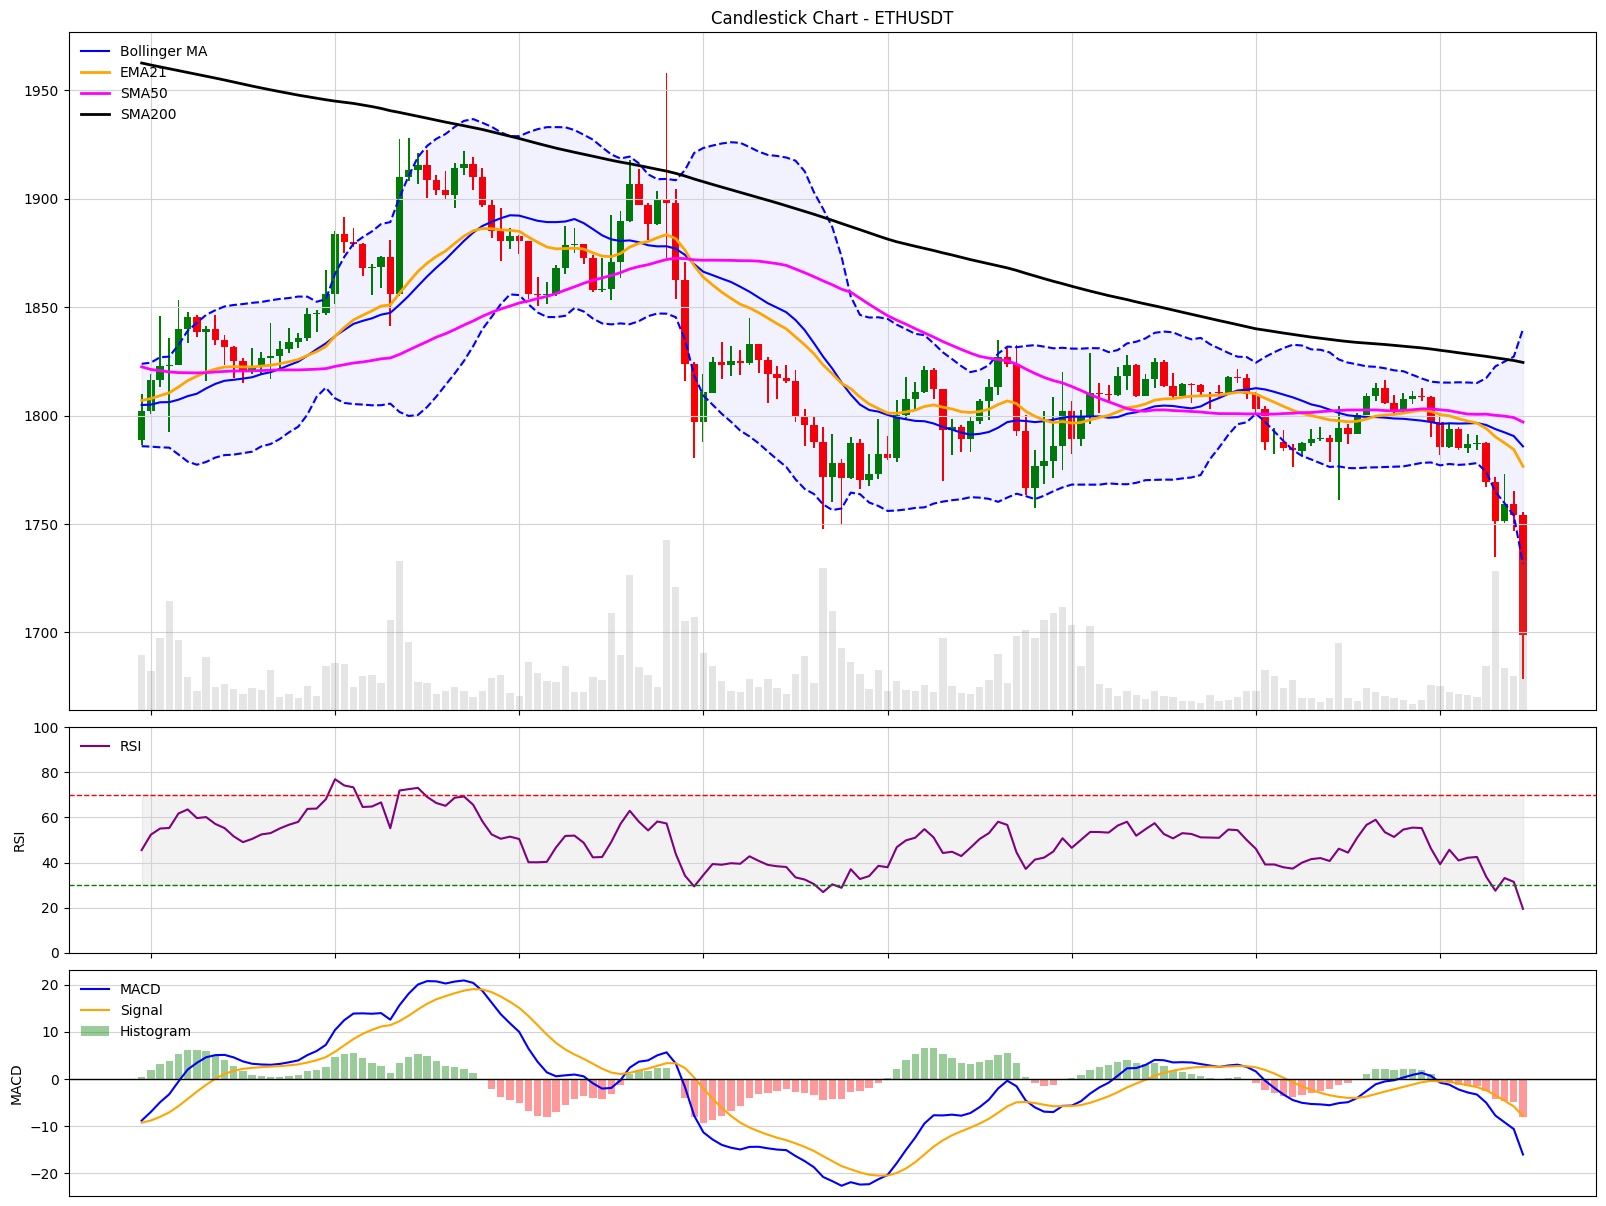 Candlestick Chart - ETHUSDT
Bollinger MA
EMA21
SMA50
SMA200
1950
1900
1850
1800
1750
1700
RSI
100
80
60
40
20
0
RSI
MACD
Signal
Histogram
20
10
0
−10
−20
MACD